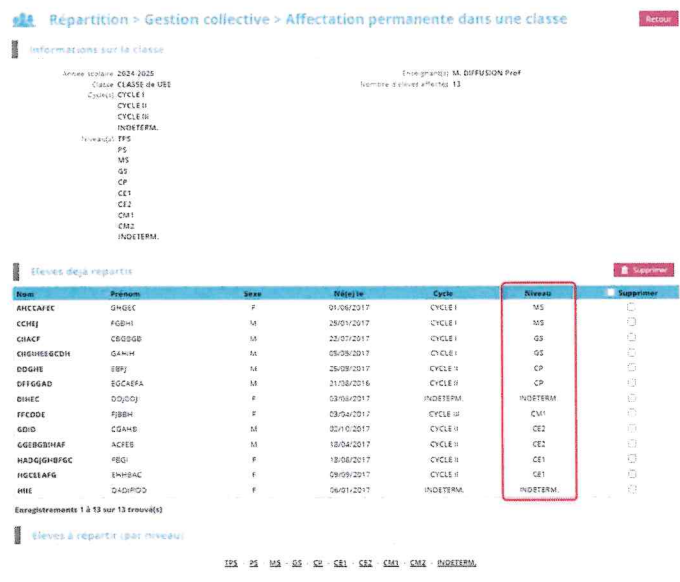 Répartition > Gestion collective > Affectation permanente dans une classe
Retour
Informations sur la classe
Année scolaire 2024-2025
Enseignant(s) M. DIFFUSION Prof
Classe CLASSE de UEE
Nombre d'élèves affectés 13
Cycle(s) CYCLE I
CYCLE II
CYCLE III
INDETERM.
Niveau(x) TPS
PS
MS
GS
CP
CE1
CE2
CM1
CM2
INDETERM.
Elèves déjà répartis
Supprimer
Nom Prénom Sexe Né(e) le Cycle Niveau Supprimer
AHCCAFEC GHGEC F 01/06/2017 CYCLE I MS
CCHEJ FGBHI M 25/01/2017 CYCLE I MS
CHACF CBGBGB M 22/07/2017 CYCLE I GS
GAHIH M CYCLE I GS
DDGHE EBFJ M 25/08/2017 CYCLE II CP
DFFGGAD EGCAEFA M 21/08/2016 CYCLE II CP
DIHEC DDJDDJ F 03/08/2017 INDETERM. INDETERM.
FFCDDE FJBBH F 03/04/2017 CYCLE III CM1
GDID CGAHB M 02/10/2017 CYCLE II CE2
GGEBGBIHAF ACFEB M 18/04/2017 CYCLE II CE2
HADGJGHBFGC FBGI F 18/08/2017 CYCLE II CE1
HGCEEAFG EHHBAC F 09/09/2017 CYCLE II CE1
HIIE F 06/01/2017 INDETERM. INDETERM.
Enregistrements 1 à 13 sur 13 trouvé(s)
Elèves à répartir (par niveau)
TPS - PS - MS - GS - CP - CE1 - CE2 - CM1 - CM2 - INDETERM.